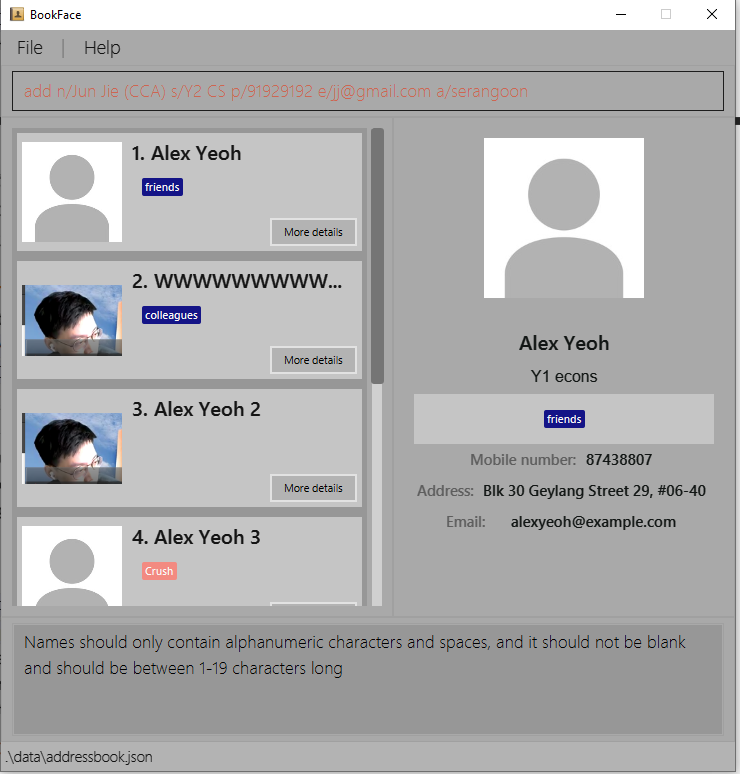 BookFace
File | Help
add n/Jun Jie (CCA) s/Y2 CS p/91929192 e/jj@gmail.com a/serangoon
1. Alex Yeoh
friends
More details
2. WWWWWWWWW...
colleagues
More details
3. Alex Yeoh 2
More details
4. Alex Yeoh 3
Crush
Alex Yeoh
Y1 econs
friends
Mobile number: 87438807
Address: Blk 30 Geylang Street 29, #06-40
Email: alexyeoh@example.com
Names should only contain alphanumeric characters and spaces, and it should not be blank
and should be between 1-19 characters long
.\data\addressbook.json